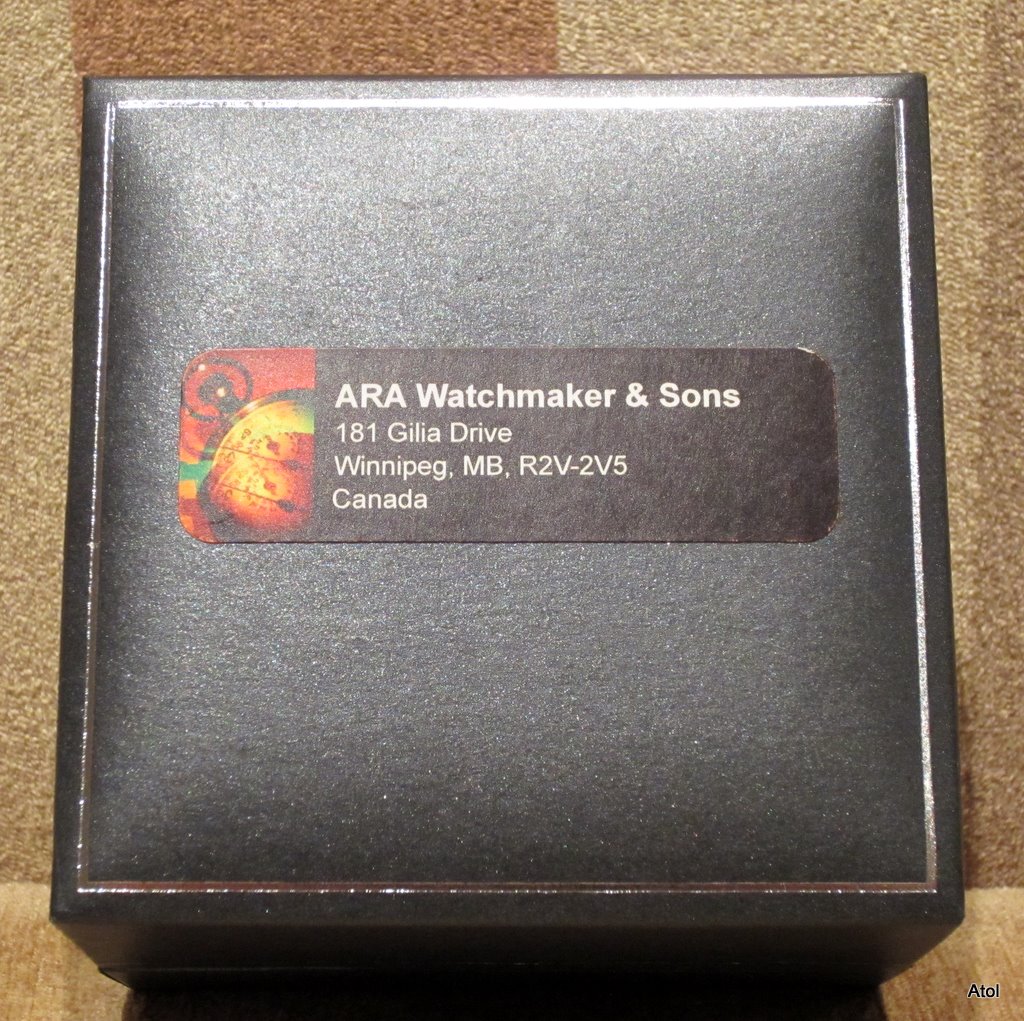 ARA Watchmaker & Sons
181 Gilia Drive
Winnipeg, MB, R2V-2V5
Canada
Atol